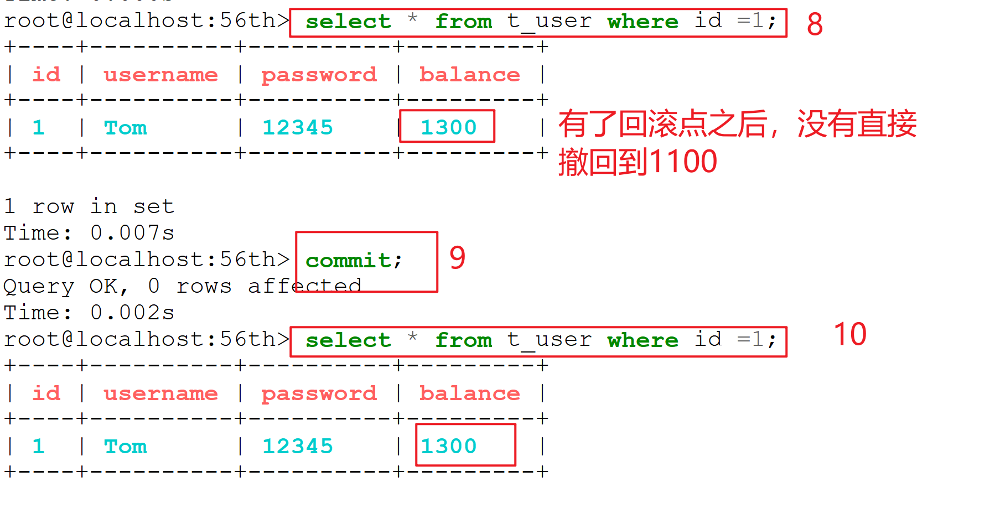 root@localhost:56th> select * from t_user where id =1; 8
+----+----------+----------+---------+
| id | username | password | balance |
+----+----------+----------+---------+
| 1  | Tom      | 12345    | 1300    | 有了回滚点之后，没有直接
+----+----------+----------+---------+ 撤回到1100
1 row in set
Time: 0.007s
root@localhost:56th> commit; 9
Query OK, 0 rows affected
Time: 0.002s
root@localhost:56th> select * from t_user where id =1; 10
+----+----------+----------+---------+
| id | username | password | balance |
+----+----------+----------+---------+
| 1  | Tom      | 12345    | 1300    |
+----+----------+----------+---------+